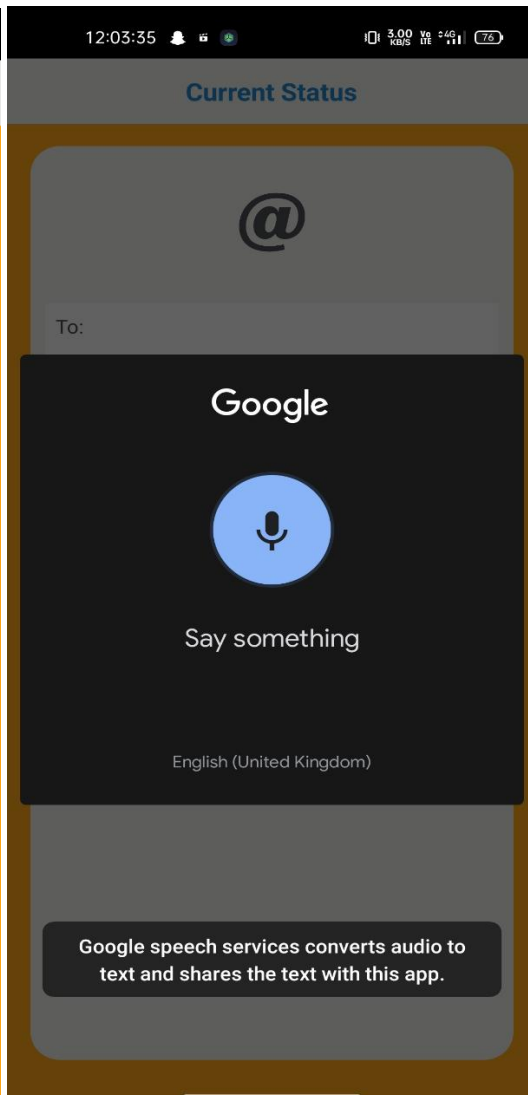 12:03:35 3.00 KB/S Vo LTE 4G 76
Current Status
@
To:
Google
Say something
English (United Kingdom)
Google speech services converts audio to
text and shares the text with this app.